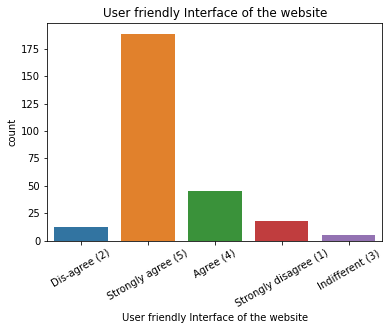 User friendly Interface of the website
count
175
150
125
100
75
50
25
0
Dis-agree (2)
Strongly agree (5)
Agree (4)
Strongly disagree (1)
Indifferent (3)
User friendly Interface of the website